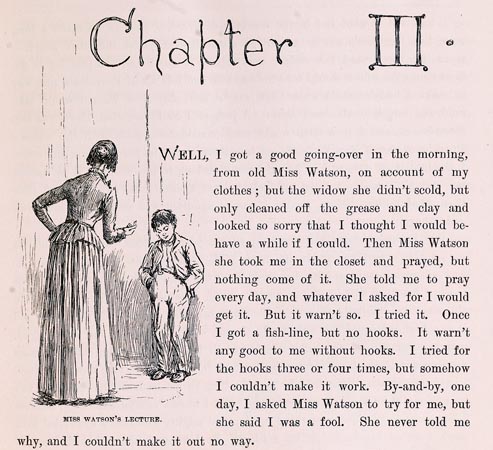 Chapter III.
WELL, I got a good going-over in the morning,
from old Miss Watson, on account of my
clothes; but the widow she didn't scold, but
only cleaned off the grease and clay and
looked so sorry that I thought I would be-
have a while if I could. Then Miss Watson
she took me in the closet and prayed, but
nothing come of it. She told me to pray
every day, and whatever I asked for I would
get it. But it warn't so. I tried it. Once
I got a fish-line, but no hooks. It warn't
any good to me without hooks. I tried for
the hooks three or four times, but somehow
I couldn't make it work. By-and-by, one
day, I asked Miss Watson to try for me, but
she said I was a fool. She never told me
why, and I couldn't make it out no way.
MISS WATSON'S LECTURE.